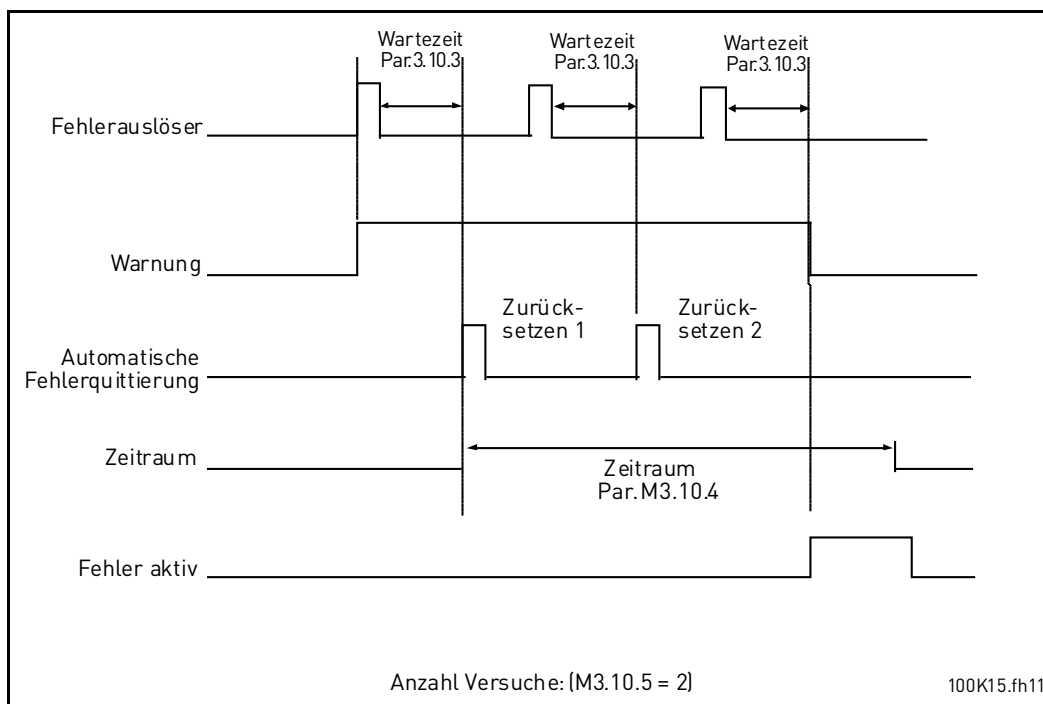 Wartezeit
Par.3.10.3
Wartezeit
Par.3.10.3
Wartezeit
Par.3.10.3
Fehlerauslöser
Warnung
Zurück-
setzen 1
Zurück-
setzen 2
Automatische
Fehlerquittierung
Zeitraum
Zeitraum
Par.M3.10.4
Fehler aktiv
Anzahl Versuche: (M3.10.5 = 2)
100K15.fh11